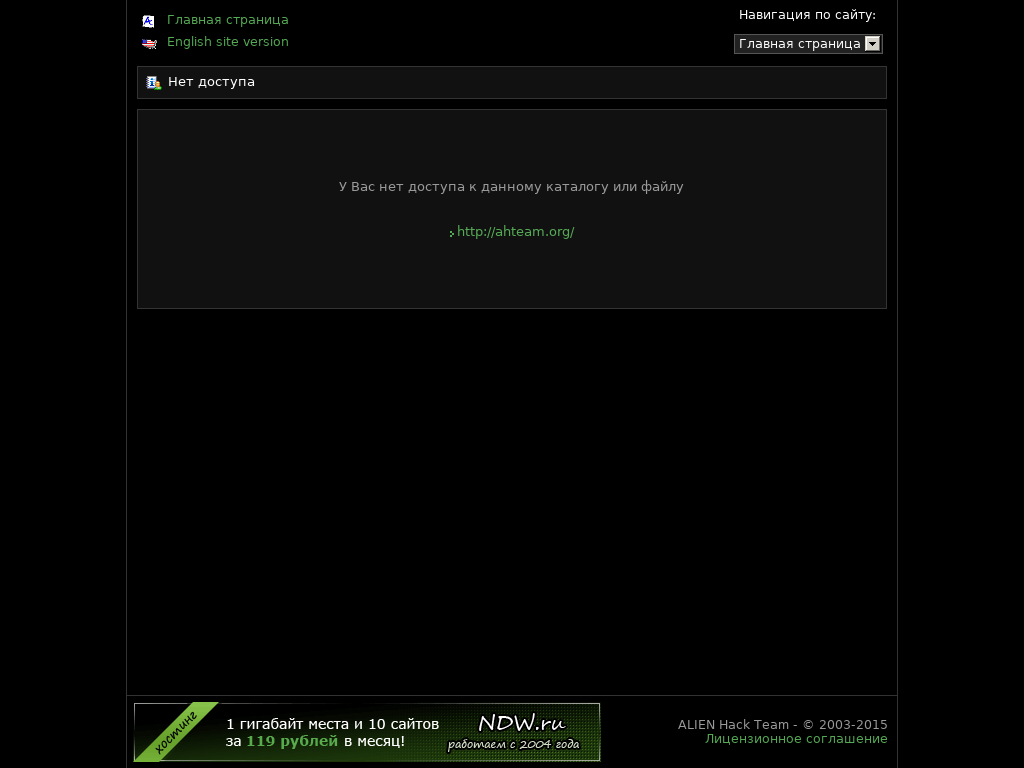 Главная страница
English site version
Навигация по сайту:
Главная страница
Нет доступа
У Вас нет доступа к данному каталогу или файлу
http://ahteam.org/
хостинг
1 гигабайт места и 10 сайтов
за 119 рублей в месяц!
NDW.ru
работаем с 2004 года
ALIEN Hack Team - © 2003-2015
Лицензионное соглашение